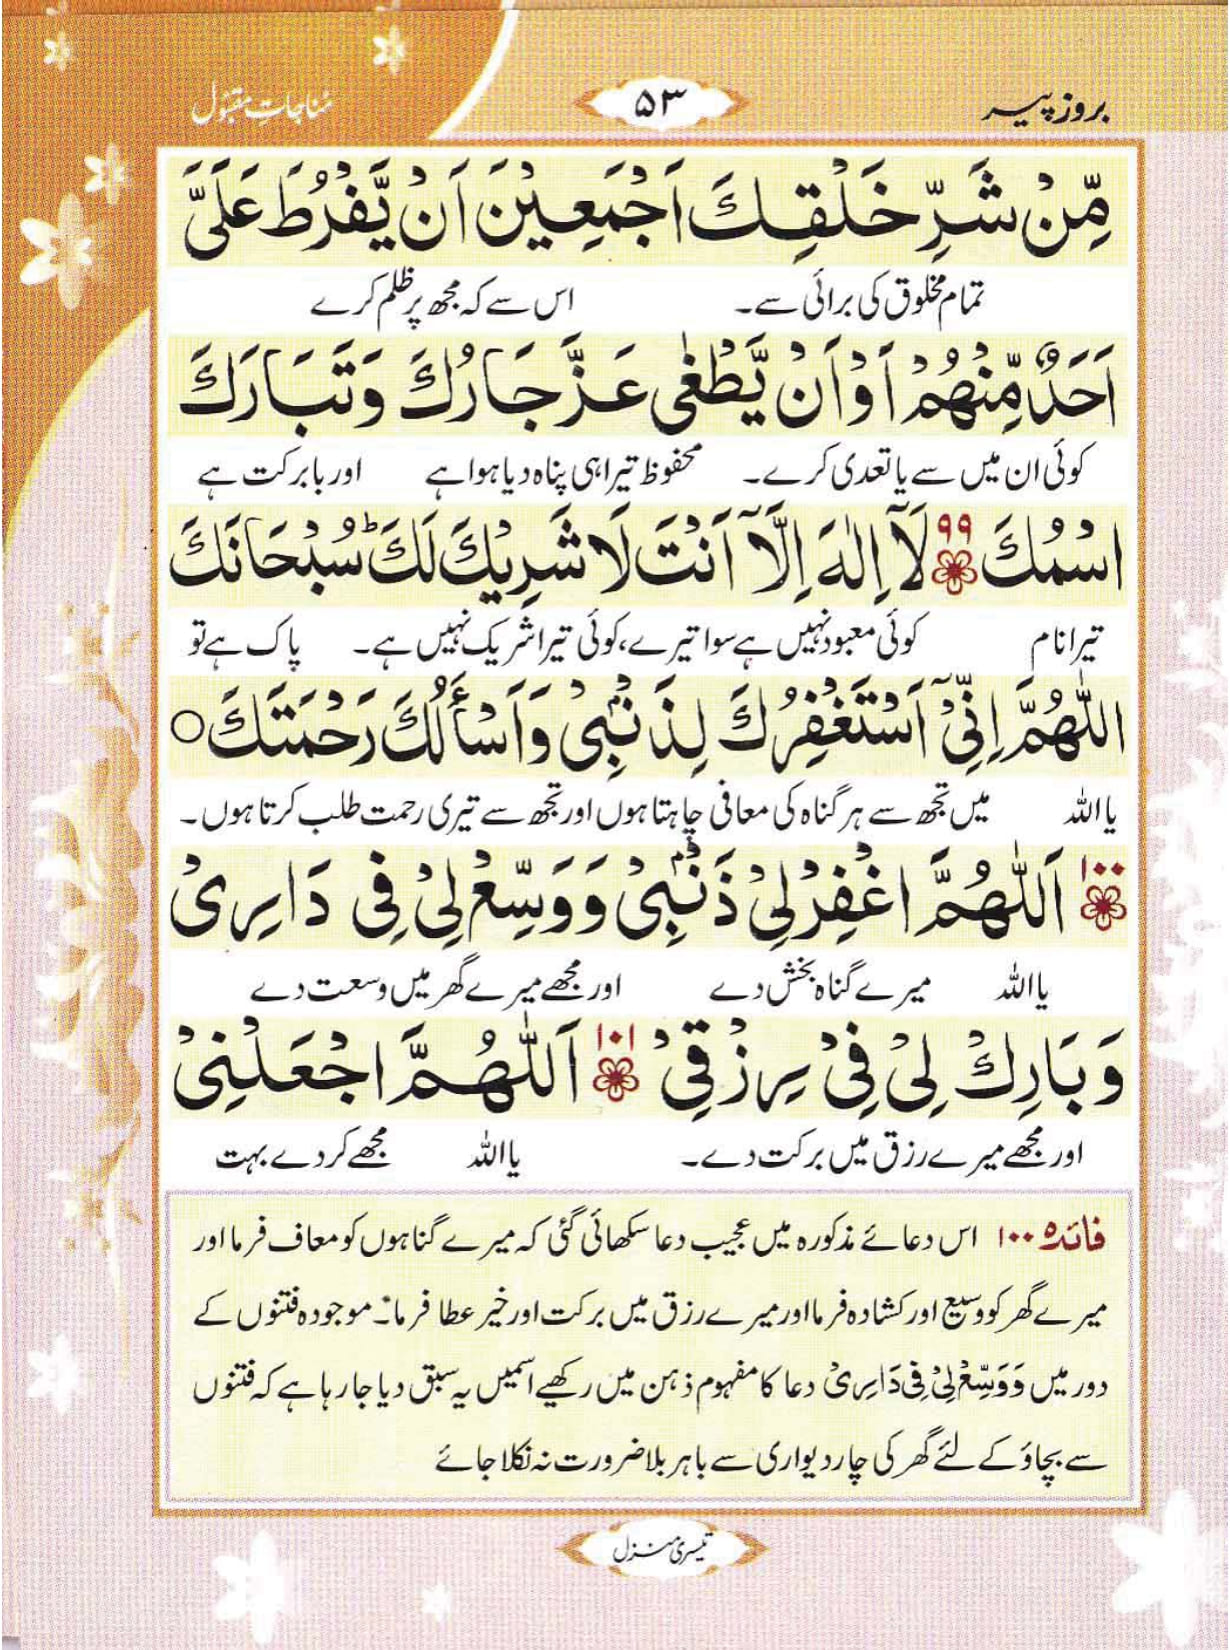 بروز پیر ۵۳ مُناجاتِ مقبُول
مِّنْ شَرِّ خَلْقِكَ اَجْمَعِيْنَ اَنْ يَّفْرُطَ عَلَىَّ
تمام مخلوق کی برائی سے۔ اس سے کہ مجھ پر ظلم کرے
اَحَدٌ مِّنْهُمْ اَوْ اَنْ يَّطْغٰى عَزَّ جَارُكَ وَتَبَارَكَ
کوئی ان میں سے یا تعدی کرے۔ محفوظ تیرا ہی پناہ دیا ہوا ہے اور بابرکت ہے
اسْمُكَ ۹۹ لَآ اِلٰهَ اِلَّآ اَنْتَ لَا شَرِيْكَ لَكَ ؕ سُبْحَانَكَ
تیرا نام کوئی معبود نہیں ہے سوا تیرے، کوئی تیرا شریک نہیں ہے۔ پاک ہے تو
اللّٰهُمَّ اِنِّىْٓ اَسْتَغْفِرُكَ لِذَنْۢبِىْ وَاَسْأَلُكَ رَحْمَتَكَ ○
یا اللہ میں تجھ سے ہر گناہ کی معافی چاہتا ہوں اور تجھ سے تیری رحمت طلب کرتا ہوں۔
۱۰۰ اَللّٰهُمَّ اغْفِرْلِىْ ذَنْۢبِىْ وَوَسِّعْ لِىْ فِى دَارِىْ
یا اللہ میرے گناہ بخش دے اور مجھے میرے گھر میں وسعت دے
وَبَارِكْ لِىْ فِىْ رِزْقِىْ ۱۰۱ اَللّٰهُمَّ اجْعَلْنِىْ
اور مجھے میرے رزق میں برکت دے۔ یا اللہ مجھے کر دے بہت
فائدہ ۱۰۰ اس دعائے مذکورہ میں عجیب دعا سکھائی گئی کہ میرے گناہوں کو معاف فرما اور
میرے گھر کو وسیع اور کشادہ فرما اور میرے رزق میں برکت اور خیر عطا فرما۔ موجودہ فتنوں کے
دور میں وَوَسِّعْ لِىْ فِىْ دَارِىْ دعا کا مفہوم ذہن میں رکھیے اسمیں یہ سبق دیا جا رہا ہے کہ فتنوں
سے بچاؤ کے لئے گھر کی چار دیواری سے باہر بلا ضرورت نہ نکلا جائے
تیسری منزل